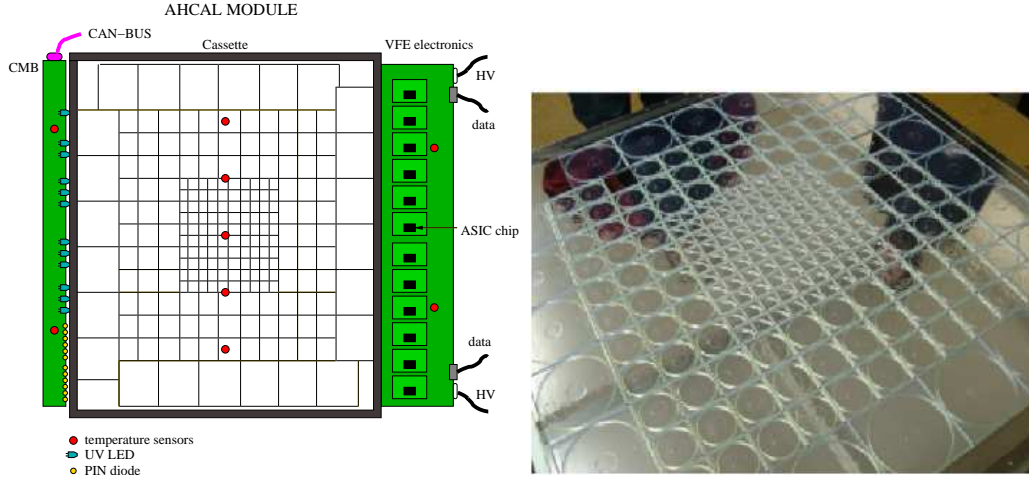 AHCAL MODULE
CAN−BUS
Cassette
VFE electronics
CMB
HV
data
ASIC chip
data
HV
temperature sensors
UV LED
PIN diode